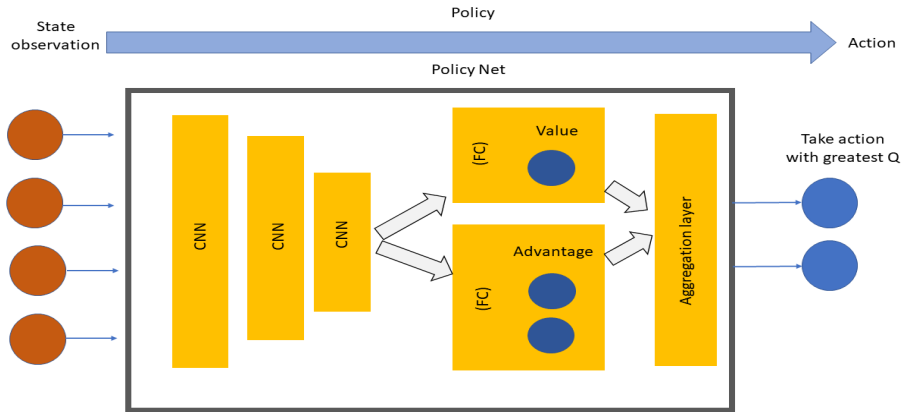 Policy
State
observation
Action
Policy Net
CNN
CNN
CNN
(FC)
Value
(FC)
Advantage
Aggregation layer
Take action
with greatest Q